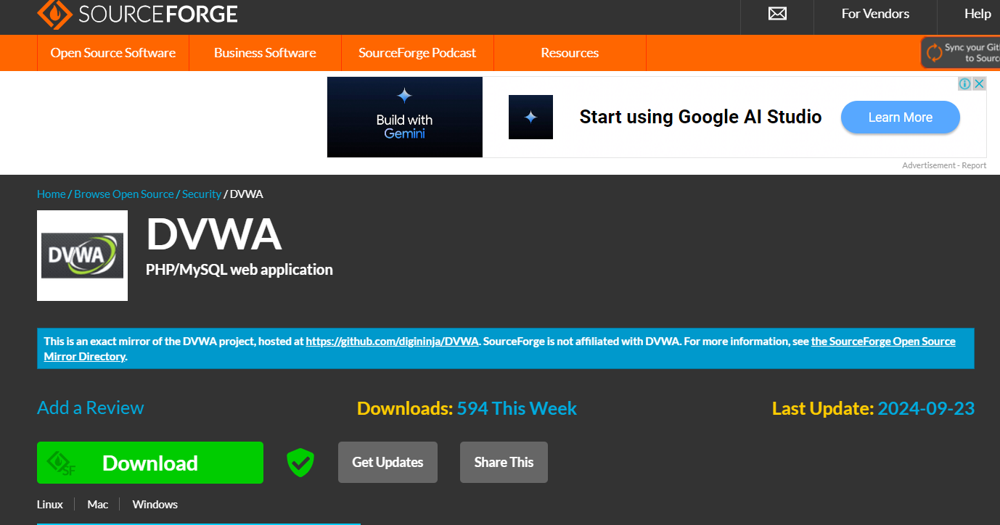 SOURCEFORGE
For Vendors
Help
Open Source Software
Business Software
SourceForge Podcast
Resources
Sync your Git
to Sourc
Build with
Gemini
Start using Google AI Studio
Learn More
Advertisement - Report
Home / Browse Open Source / Security / DVWA
DVWA
DVWA
PHP/MySQL web application
This is an exact mirror of the DVWA project, hosted at https://github.com/digininja/DVWA. SourceForge is not affiliated with DVWA. For more information, see the SourceForge Open Source
Mirror Directory.
Add a Review
Downloads: 594 This Week
Last Update: 2024-09-23
SF
Download
Get Updates
Share This
Linux
Mac
Windows